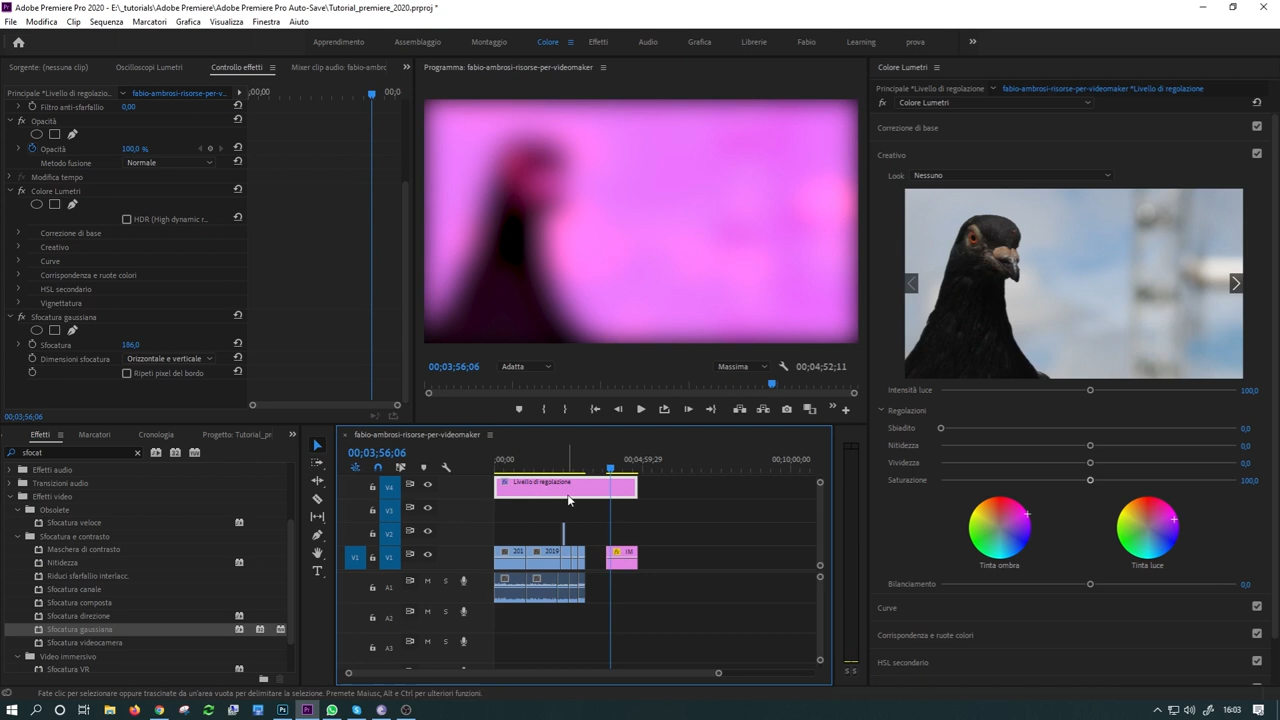 Adobe Premiere Pro 2020 - E:\_tutorials\Adobe Premiere\Adobe Premiere Pro Auto-Save\Tutorial_premiere_2020.prproj *
File Modifica Clip Sequenza Marcatori Grafica Visualizza Finestra Aiuto
Apprendimento Assemblaggio Montaggio Colore Effetti Audio Grafica Librerie Fabio Learning prova
Sorgente: (nessuna clip) Oscilloscopi Lumetri Controllo effetti Mixer clip audio: fabio-ambrc
Programma: fabio-ambrosi-risorse-per-videomaker
Colore Lumetri
Principale *Livello di regolazio... fabio-ambrosi-risorse-per-v...
:00;00 00;0
Principale *Livello di regolazione fabio-ambrosi-risorse-per-videomaker *Livello di regolazione
fx Colore Lumetri
Filtro anti-sfarfallio 0,00
Opacità
Opacità 100,0 %
Metodo fusione Normale
Modifica tempo
Colore Lumetri
HDR (High dynamic r...
Correzione di base
Creativo
Curve
Corrispondenza e ruote colori
HSL secondario
Vignettatura
Sfocatura gaussiana
Sfocatura 186,0
Dimensioni sfocatura Orizzontale e verticale
Ripeti pixel del bordo
00;03;56;06
00;03;56;06 Adatta Massima 00;04;52;11
Correzione di base
Creativo
Look Nessuno
Intensità luce 100,0
Regolazioni
Sbiadito 0,0
Nitidezza 0,0
Vividezza 0,0
Saturazione 100,0
Tinta ombra Tinta luce
Bilanciamento 0,0
Curve
Corrispondenza e ruote colori
HSL secondario
Effetti Marcatori Cronologia Progetto: Tutorial_pr
sfocat
Effetti audio
Transizioni audio
Effetti video
Obsolete
Sfocatura veloce
Sfocatura e contrasto
Maschera di contrasto
Nitidezza
Riduci sfarfallio interlacc.
Sfocatura canale
Sfocatura composta
Sfocatura direzione
Sfocatura gaussiana
Sfocatura videocamera
Video immersivo
Sfocatura VR
fabio-ambrosi-risorse-per-videomaker
00;03;56;06
:00;00 00;04;59;29 00;10;00;00
V4 fx Livello di regolazione
V3
V2
V1 V1 201 2019 fx IM
A1 M S
A2 M S
A3 M S
S S
Fate clic per selezionare oppure trascinate da un'area vuota per delimitare la selezione. Premete Maiusc, Alt e Ctrl per ulteriori funzioni.
16:03